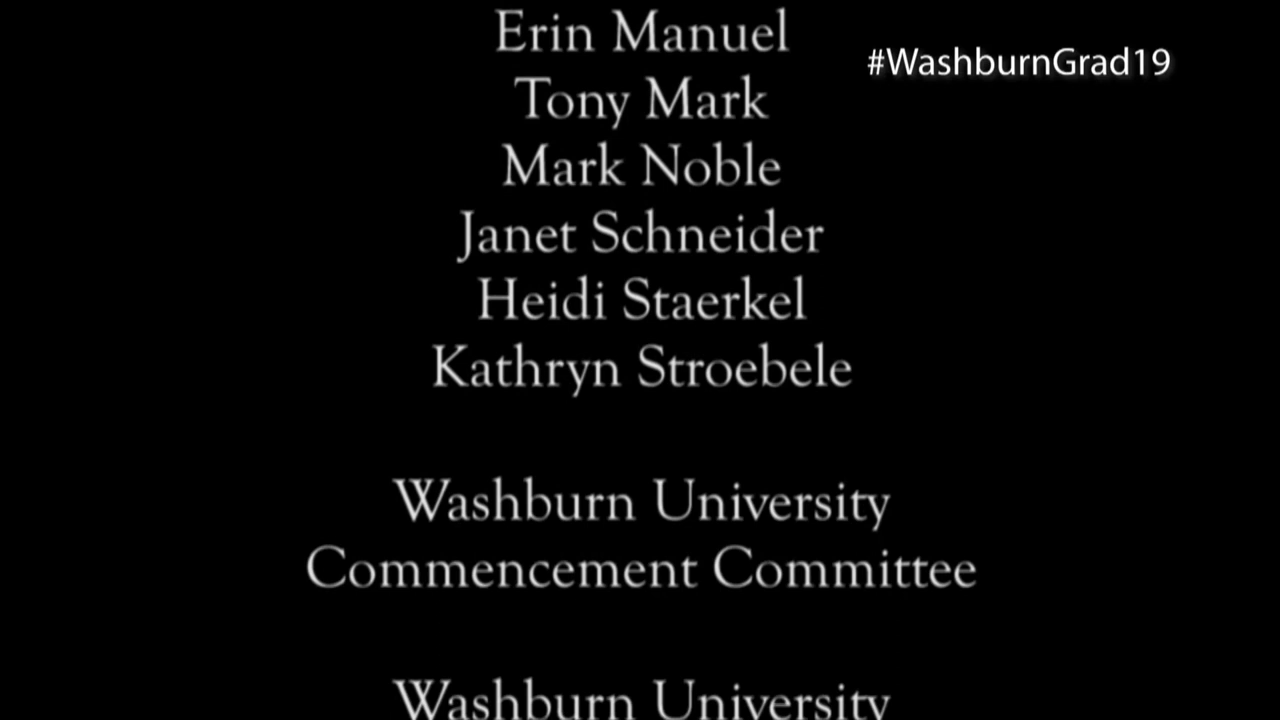 Erin Manuel
#WashburnGrad19
Tony Mark
Mark Noble
Janet Schneider
Heidi Staerkel
Kathryn Stroebele
Washburn University
Commencement Committee
Washburn University